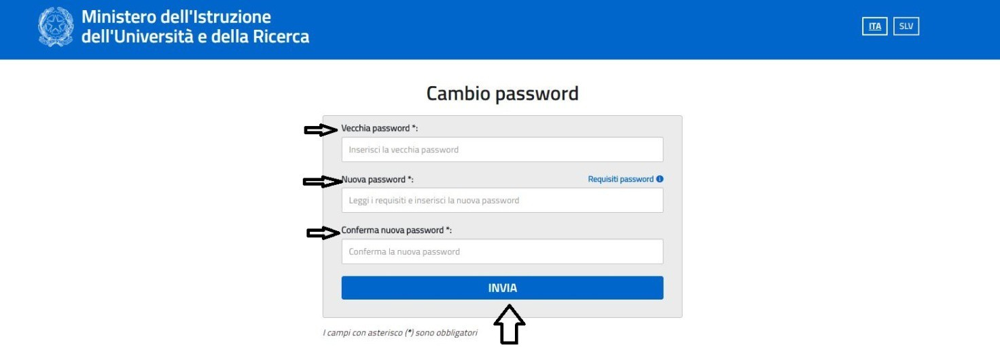 Ministero dell'Istruzione
dell'Università e della Ricerca
ITA SLV
Cambio password
Vecchia password *:
Inserisci la vecchia password
Nuova password *: Requisiti password
Leggi i requisiti e inserisci la nuova password
Conferma nuova password *:
Conferma la nuova password
INVIA
I campi con asterisco (*) sono obbligatori